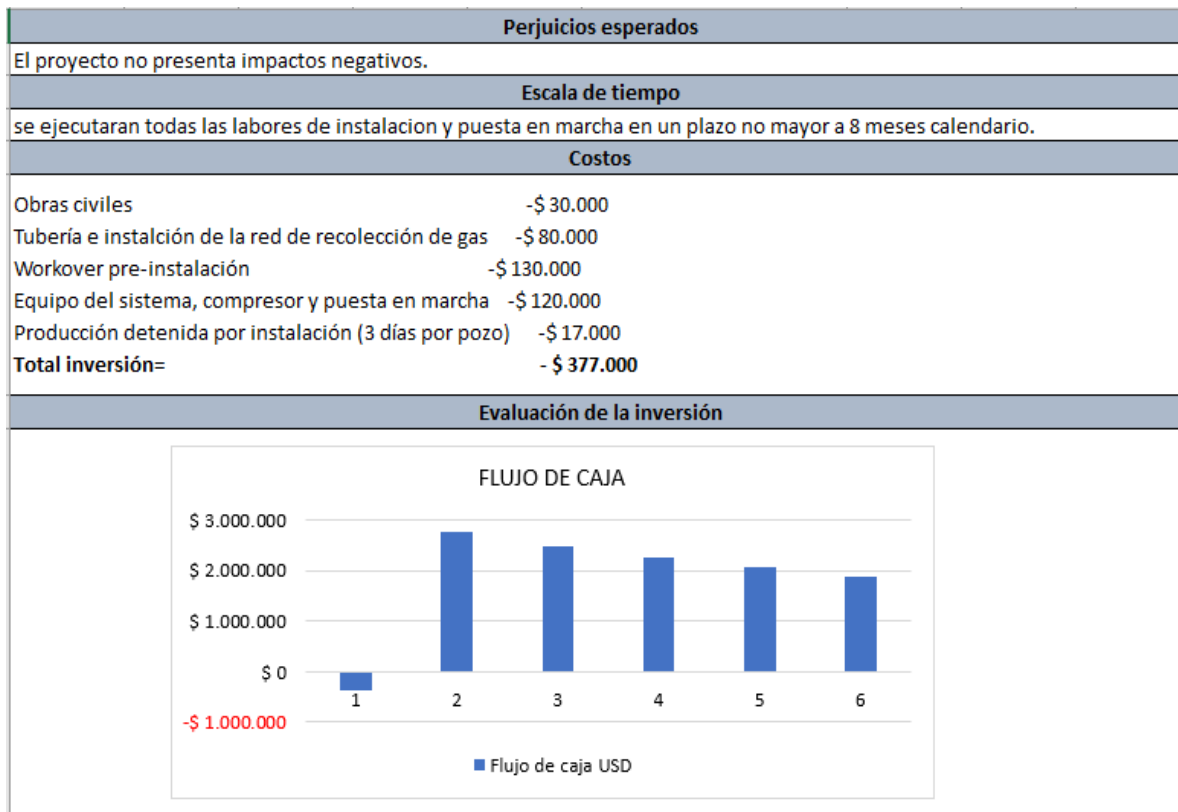 Perjuicios esperados
El proyecto no presenta impactos negativos.
Escala de tiempo
se ejecutaran todas las labores de instalacion y puesta en marcha en un plazo no mayor a 8 meses calendario.
Costos
Obras civiles -$ 30.000
Tubería e instalción de la red de recolección de gas -$ 80.000
Workover pre-instalación -$ 130.000
Equipo del sistema, compresor y puesta en marcha -$ 120.000
Producción detenida por instalación (3 días por pozo) -$ 17.000
Total inversión= - $ 377.000
Evaluación de la inversión
FLUJO DE CAJA
$ 3.000.000
$ 2.000.000
$ 1.000.000
$ 0
1 2 3 4 5 6
-$ 1.000.000
Flujo de caja USD